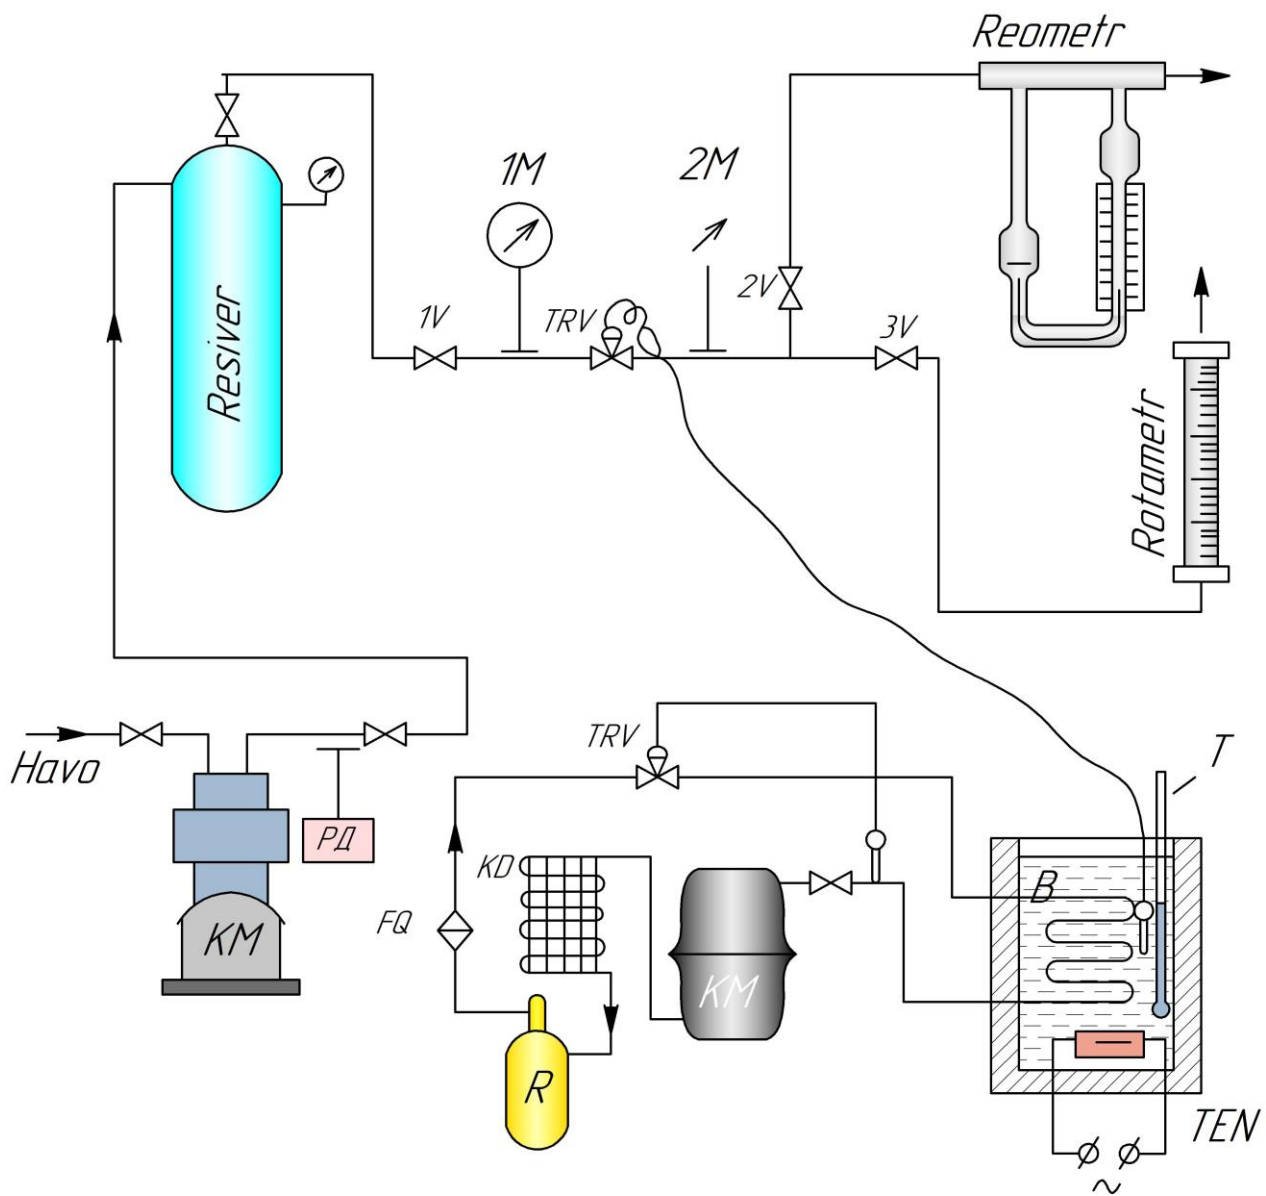 Reometr
1M
2M
2V
1V
TRV
3V
Resiver
Rotametr
Havo
TRV
T
РД
KD
B
FQ
KM
KM
R
TEN
~